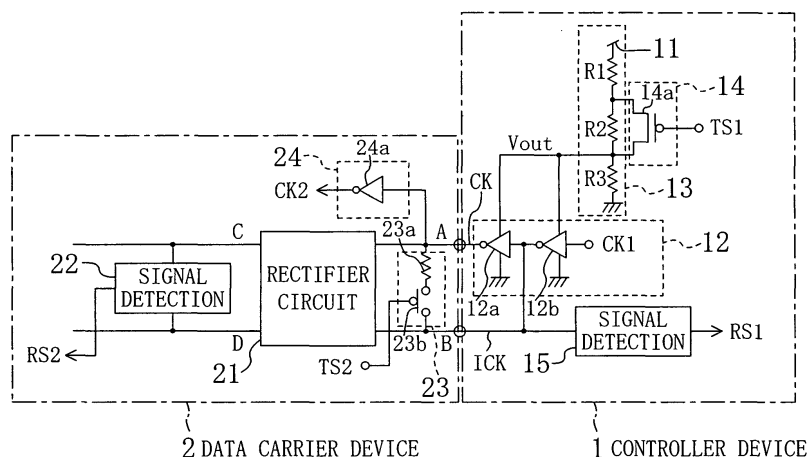 11
R1
14
14a
R2
TS1
Vout
R3
13
24
24a
CK2
CK
A
C
23a
CK1
12
22
SIGNAL
DETECTION
RECTIFIER
CIRCUIT
12a
12b
SIGNAL
DETECTION
RS1
D
23b
B
RS2
21
TS2
23
ICK
15
2 DATA CARRIER DEVICE
1 CONTROLLER DEVICE